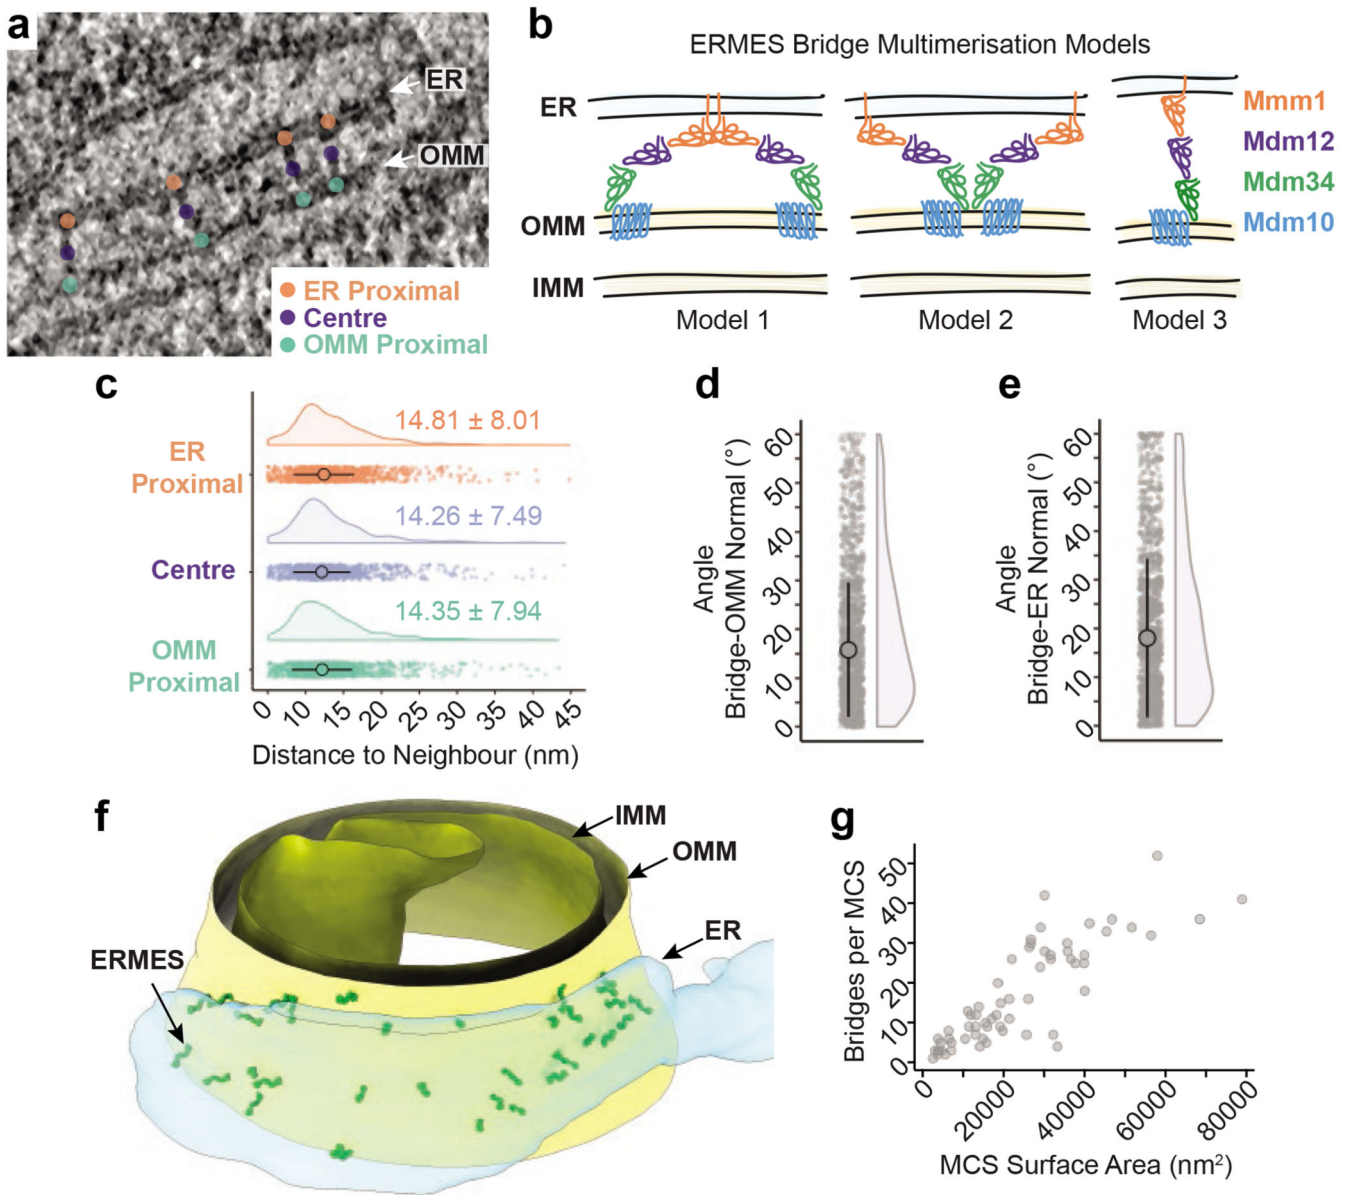 a
ER
OMM
ER Proximal
Centre
OMM Proximal
b
ERMES Bridge Multimerisation Models
ER
OMM
IMM
Mmm1
Mdm12
Mdm34
Mdm10
Model 1
Model 2
Model 3
c
ER
Proximal
Centre
OMM
Proximal
14.81 ± 8.01
14.26 ± 7.49
14.35 ± 7.94
0 10 15 20 25 30 35 40 45
Distance to Neighbour (nm)
d
Angle
Bridge-OMM Normal (°)
60
50
40
30
20
10
0
e
Angle
Bridge-ER Normal (°)
60
50
40
30
20
10
0
f
IMM
OMM
ER
ERMES
g
Bridges per MCS
50
40
30
20
10
0
0 20000 40000 60000 80000
MCS Surface Area (nm²)